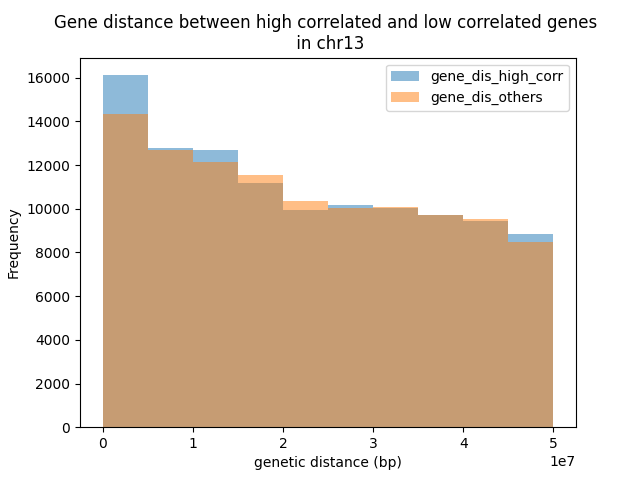 Gene distance between high correlated and low correlated genes
in chr13
gene_dis_high_corr
gene_dis_others
16000
14000
12000
10000
8000
6000
4000
2000
0
Frequency
0 1 2 3 4 5
1e7
genetic distance (bp)